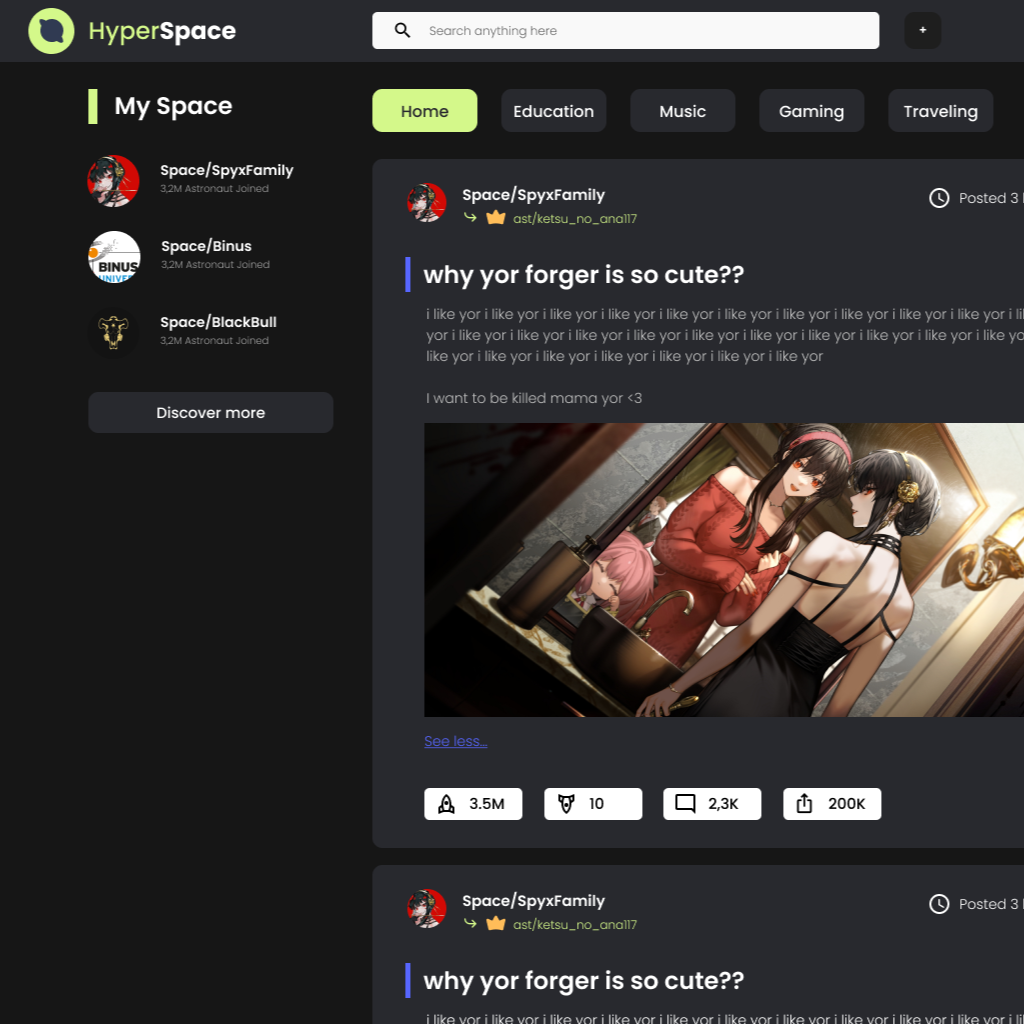 HyperSpace
Search anything here
+
My Space
Home
Education
Music
Gaming
Traveling
Space/SpyxFamily
3,2M Astronaut Joined
BINUS
UNIVER
Space/Binus
3,2M Astronaut Joined
Space/BlackBull
3,2M Astronaut Joined
Discover more
Space/SpyxFamily
ast/ketsu_no_ana117
Posted 3
why yor forger is so cute??
i like yor i like yor i like yor i like yor i like yor i like yor i like yor i like yor i like yor i like yor i li
yor i like yor i like yor i like yor i like yor i like yor i like yor i like yor i like yor i like yor i like yo
like yor i like yor i like yor i like yor i like yor i like yor i like yor
I want to be killed mama yor <3
See less...
3.5M
10
2,3K
200K
Space/SpyxFamily
ast/ketsu_no_ana117
Posted 3
why yor forger is so cute??
i like yor i like yor i like yor i like yor i like yor i like yor i like yor i like yor i like yor i like yor i li